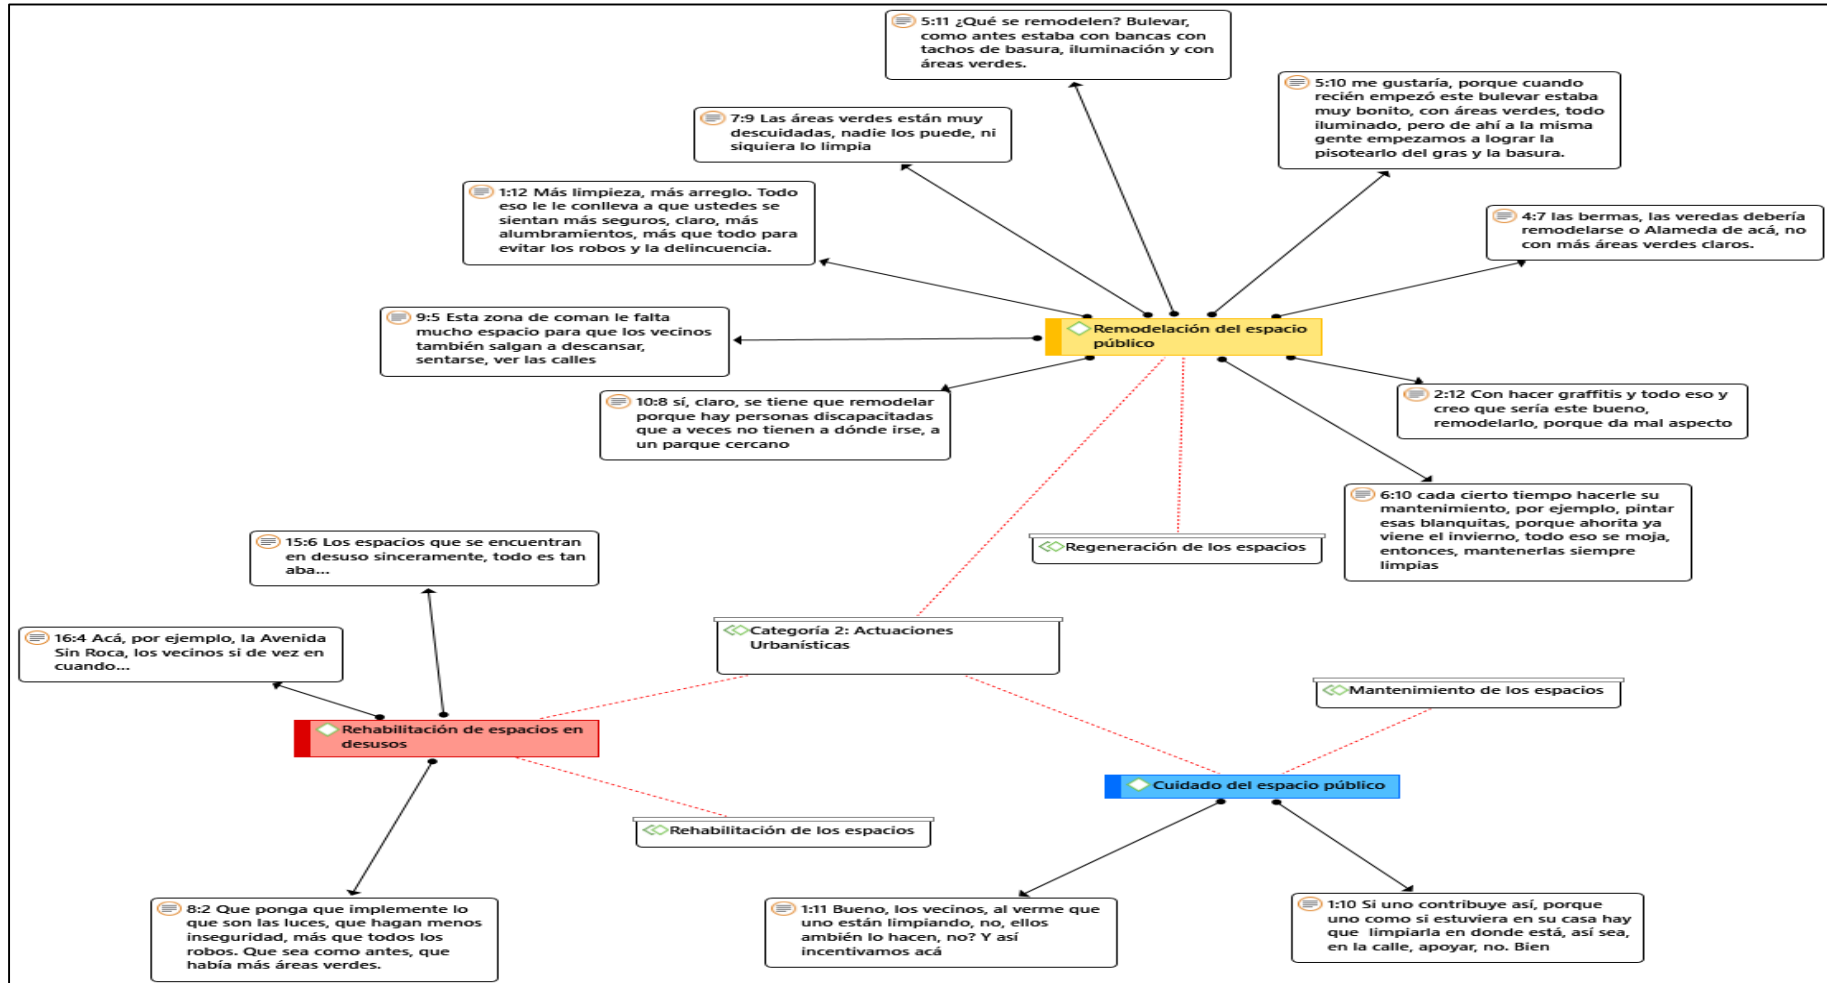 5:11 ¿Qué se remodelen? Bulevar,
como antes estaba con bancas con
tachos de basura, iluminación y con
áreas verdes.
5:10 me gustaría, porque cuando
recién empezó este bulevar estaba
muy bonito, con áreas verdes, todo
iluminado, pero de ahí a la misma
gente empezamos a lograr la
pisotearlo del gras y la basura.
7:9 Las áreas verdes están muy
descuidadas, nadie los puede, ni
siquiera lo limpia
1:12 Más limpieza, más arreglo. Todo
eso le le conlleva a que ustedes se
sientan más seguros, claro, más
alumbramientos, más que todo para
evitar los robos y la delincuencia.
4:7 las bermas, las veredas debería
remodelarse o Alameda de acá, no
con más áreas verdes claros.
9:5 Esta zona de coman le falta
mucho espacio para que los vecinos
también salgan a descansar,
sentarse, ver las calles
Remodelación del espacio
público
10:8 sí, claro, se tiene que remodelar
porque hay personas discapacitadas
que a veces no tienen a dónde irse, a
un parque cercano
2:12 Con hacer graffitis y todo eso y
creo que sería este bueno,
remodelarlo, porque da mal aspecto
6:10 cada cierto tiempo hacerle su
mantenimiento, por ejemplo, pintar
esas blanquitas, porque ahorita ya
viene el invierno, todo eso se moja,
entonces, mantenerlas siempre
limpias
Regeneración de los espacios
15:6 Los espacios que se encuentran
en desuso sinceramente, todo es tan
aba...
16:4 Acá, por ejemplo, la Avenida
Sin Roca, los vecinos si de vez en
cuando...
Categoría 2: Actuaciones
Urbanísticas
Mantenimiento de los espacios
Rehabilitación de espacios en
desusos
Cuidado del espacio público
Rehabilitación de los espacios
8:2 Que ponga que implemente lo
que son las luces, que hagan menos
inseguridad, más que todos los
robos. Que sea como antes, que
había más áreas verdes.
1:11 Bueno, los vecinos, al verme que
uno están limpiando, no, ellos
ambién lo hacen, no? Y así
incentivamos acá
1:10 Si uno contribuye así, porque
uno como si estuviera en su casa hay
que limpiarla en donde está, así sea,
en la calle, apoyar, no. Bien